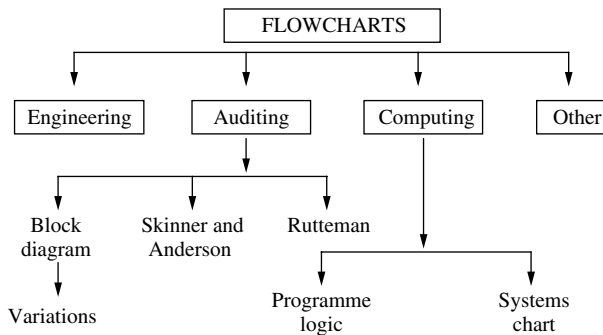 FLOWCHARTS
Engineering
Auditing
Computing
Other
Block
diagram
Skinner and
Anderson
Rutteman
Variations
Programme
logic
Systems
chart